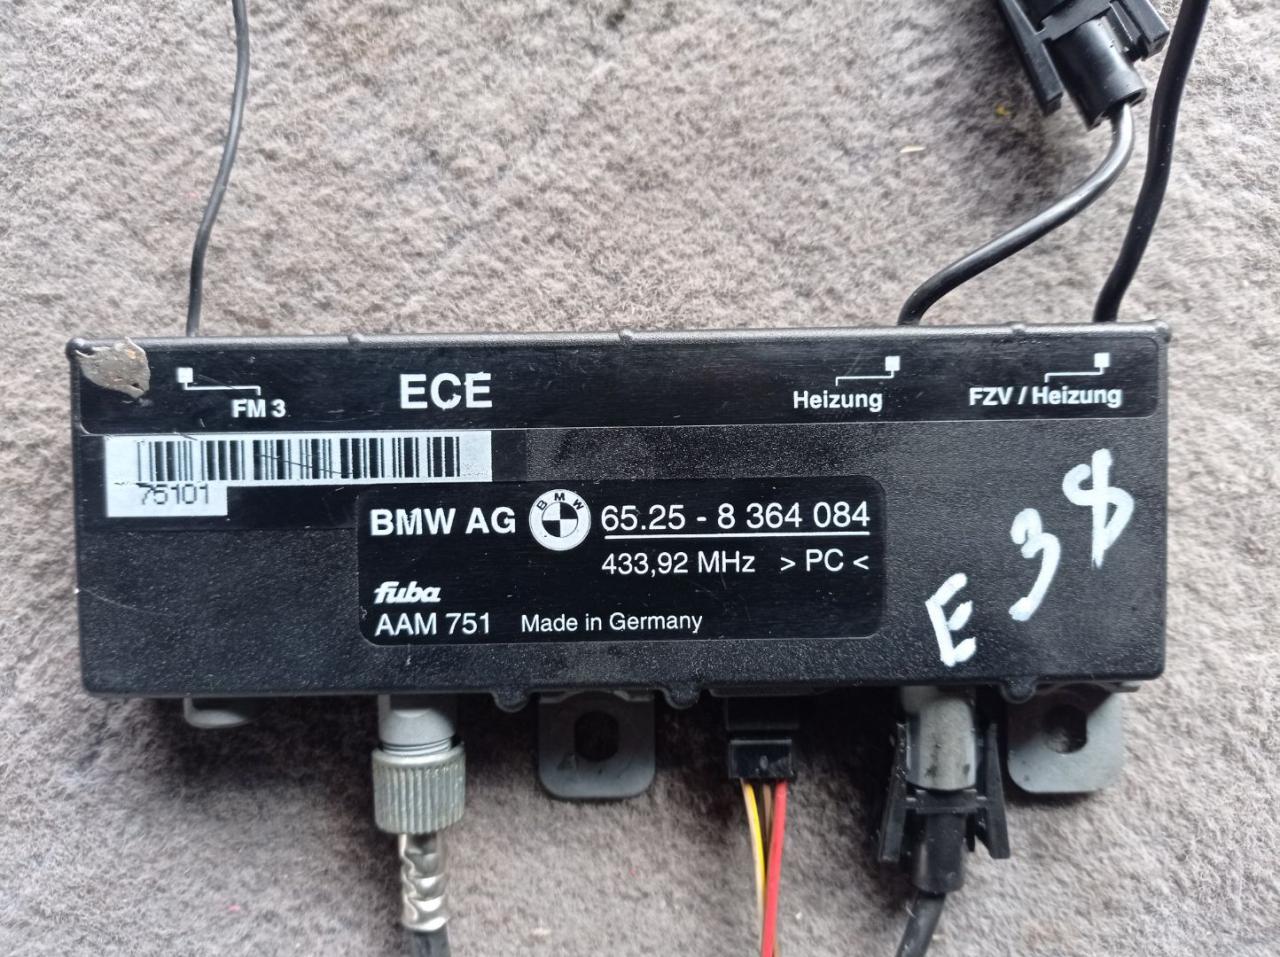 FM 3
ECE
Heizung
FZV / Heizung
75101
BMW AG BMW 65.25 - 8 364 084
433,92 MHz > PC <
fuba
AAM 751 Made in Germany
E 38